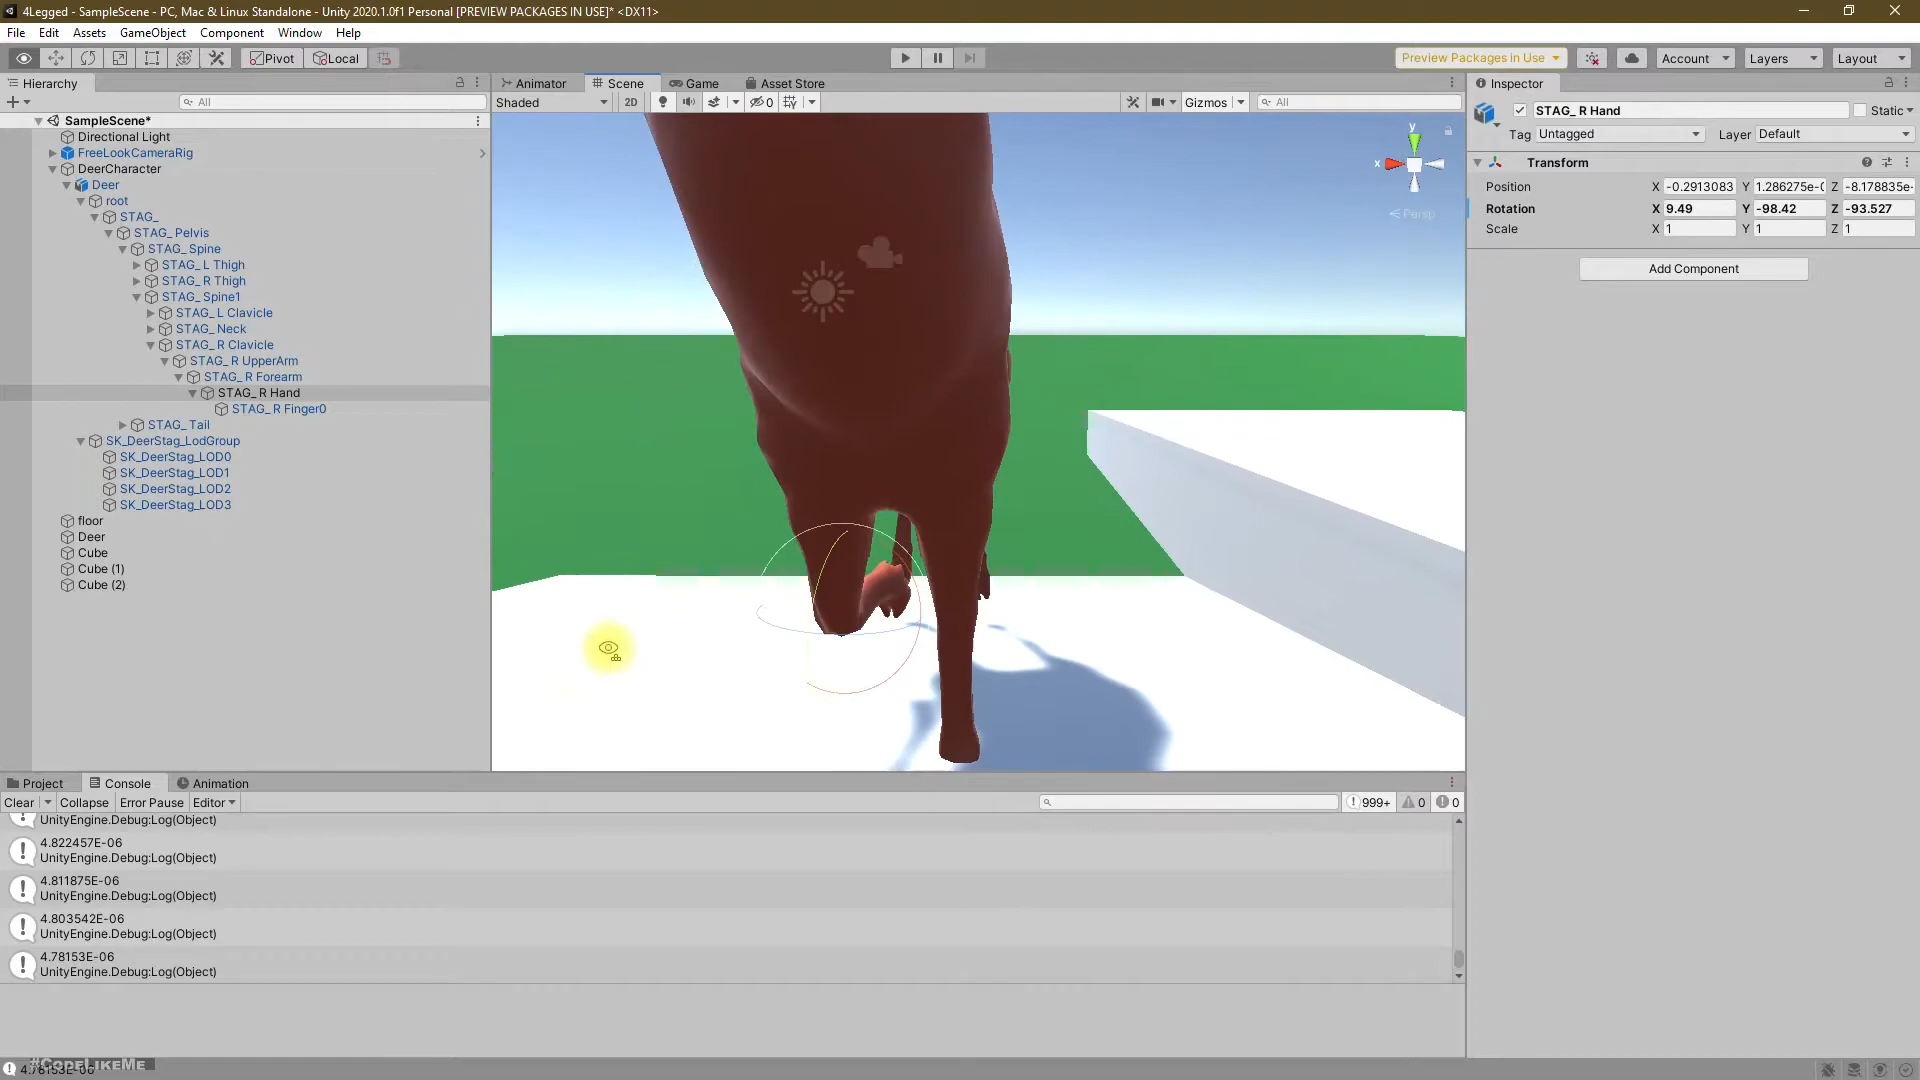 4Legged - SampleScene - PC, Mac & Linux Standalone - Unity 2020.1.0f1 Personal [PREVIEW PACKAGES IN USE]* <DX11>
File Edit Assets GameObject Component Window Help
Pivot Local Preview Packages in Use Account Layers Layout
Hierarchy
All
SampleScene*
Directional Light
FreeLookCameraRig
DeerCharacter
Deer
root
STAG_
STAG_ Pelvis
STAG_ Spine
STAG_ L Thigh
STAG_ R Thigh
STAG_ Spine1
STAG_ L Clavicle
STAG_ Neck
STAG_ R Clavicle
STAG_ R UpperArm
STAG_ R Forearm
STAG_ R Hand
STAG_ R Finger0
STAG_ Tail
SK_DeerStag_LodGroup
SK_DeerStag_LOD0
SK_DeerStag_LOD1
SK_DeerStag_LOD2
SK_DeerStag_LOD3
floor
Deer
Cube
Cube (1)
Cube (2)
Animator Scene Game Asset Store
Shaded 2D 0 Gizmos All
y
x
Persp
Inspector
STAG_ R Hand Static
Tag Untagged Layer Default
Transform
Position X -0.2913083 Y 1.286275e-0 Z -8.178835e-
Rotation X 9.49 Y -98.42 Z -93.527
Scale X 1 Y 1 Z 1
Add Component
Project Console Animation
Clear Collapse Error Pause Editor 999+ 0 0
UnityEngine.Debug:Log(Object)
4.822457E-06
UnityEngine.Debug:Log(Object)
4.811875E-06
UnityEngine.Debug:Log(Object)
4.803542E-06
UnityEngine.Debug:Log(Object)
4.78153E-06
UnityEngine.Debug:Log(Object)
#CodeLikeMe
4.78153E-06